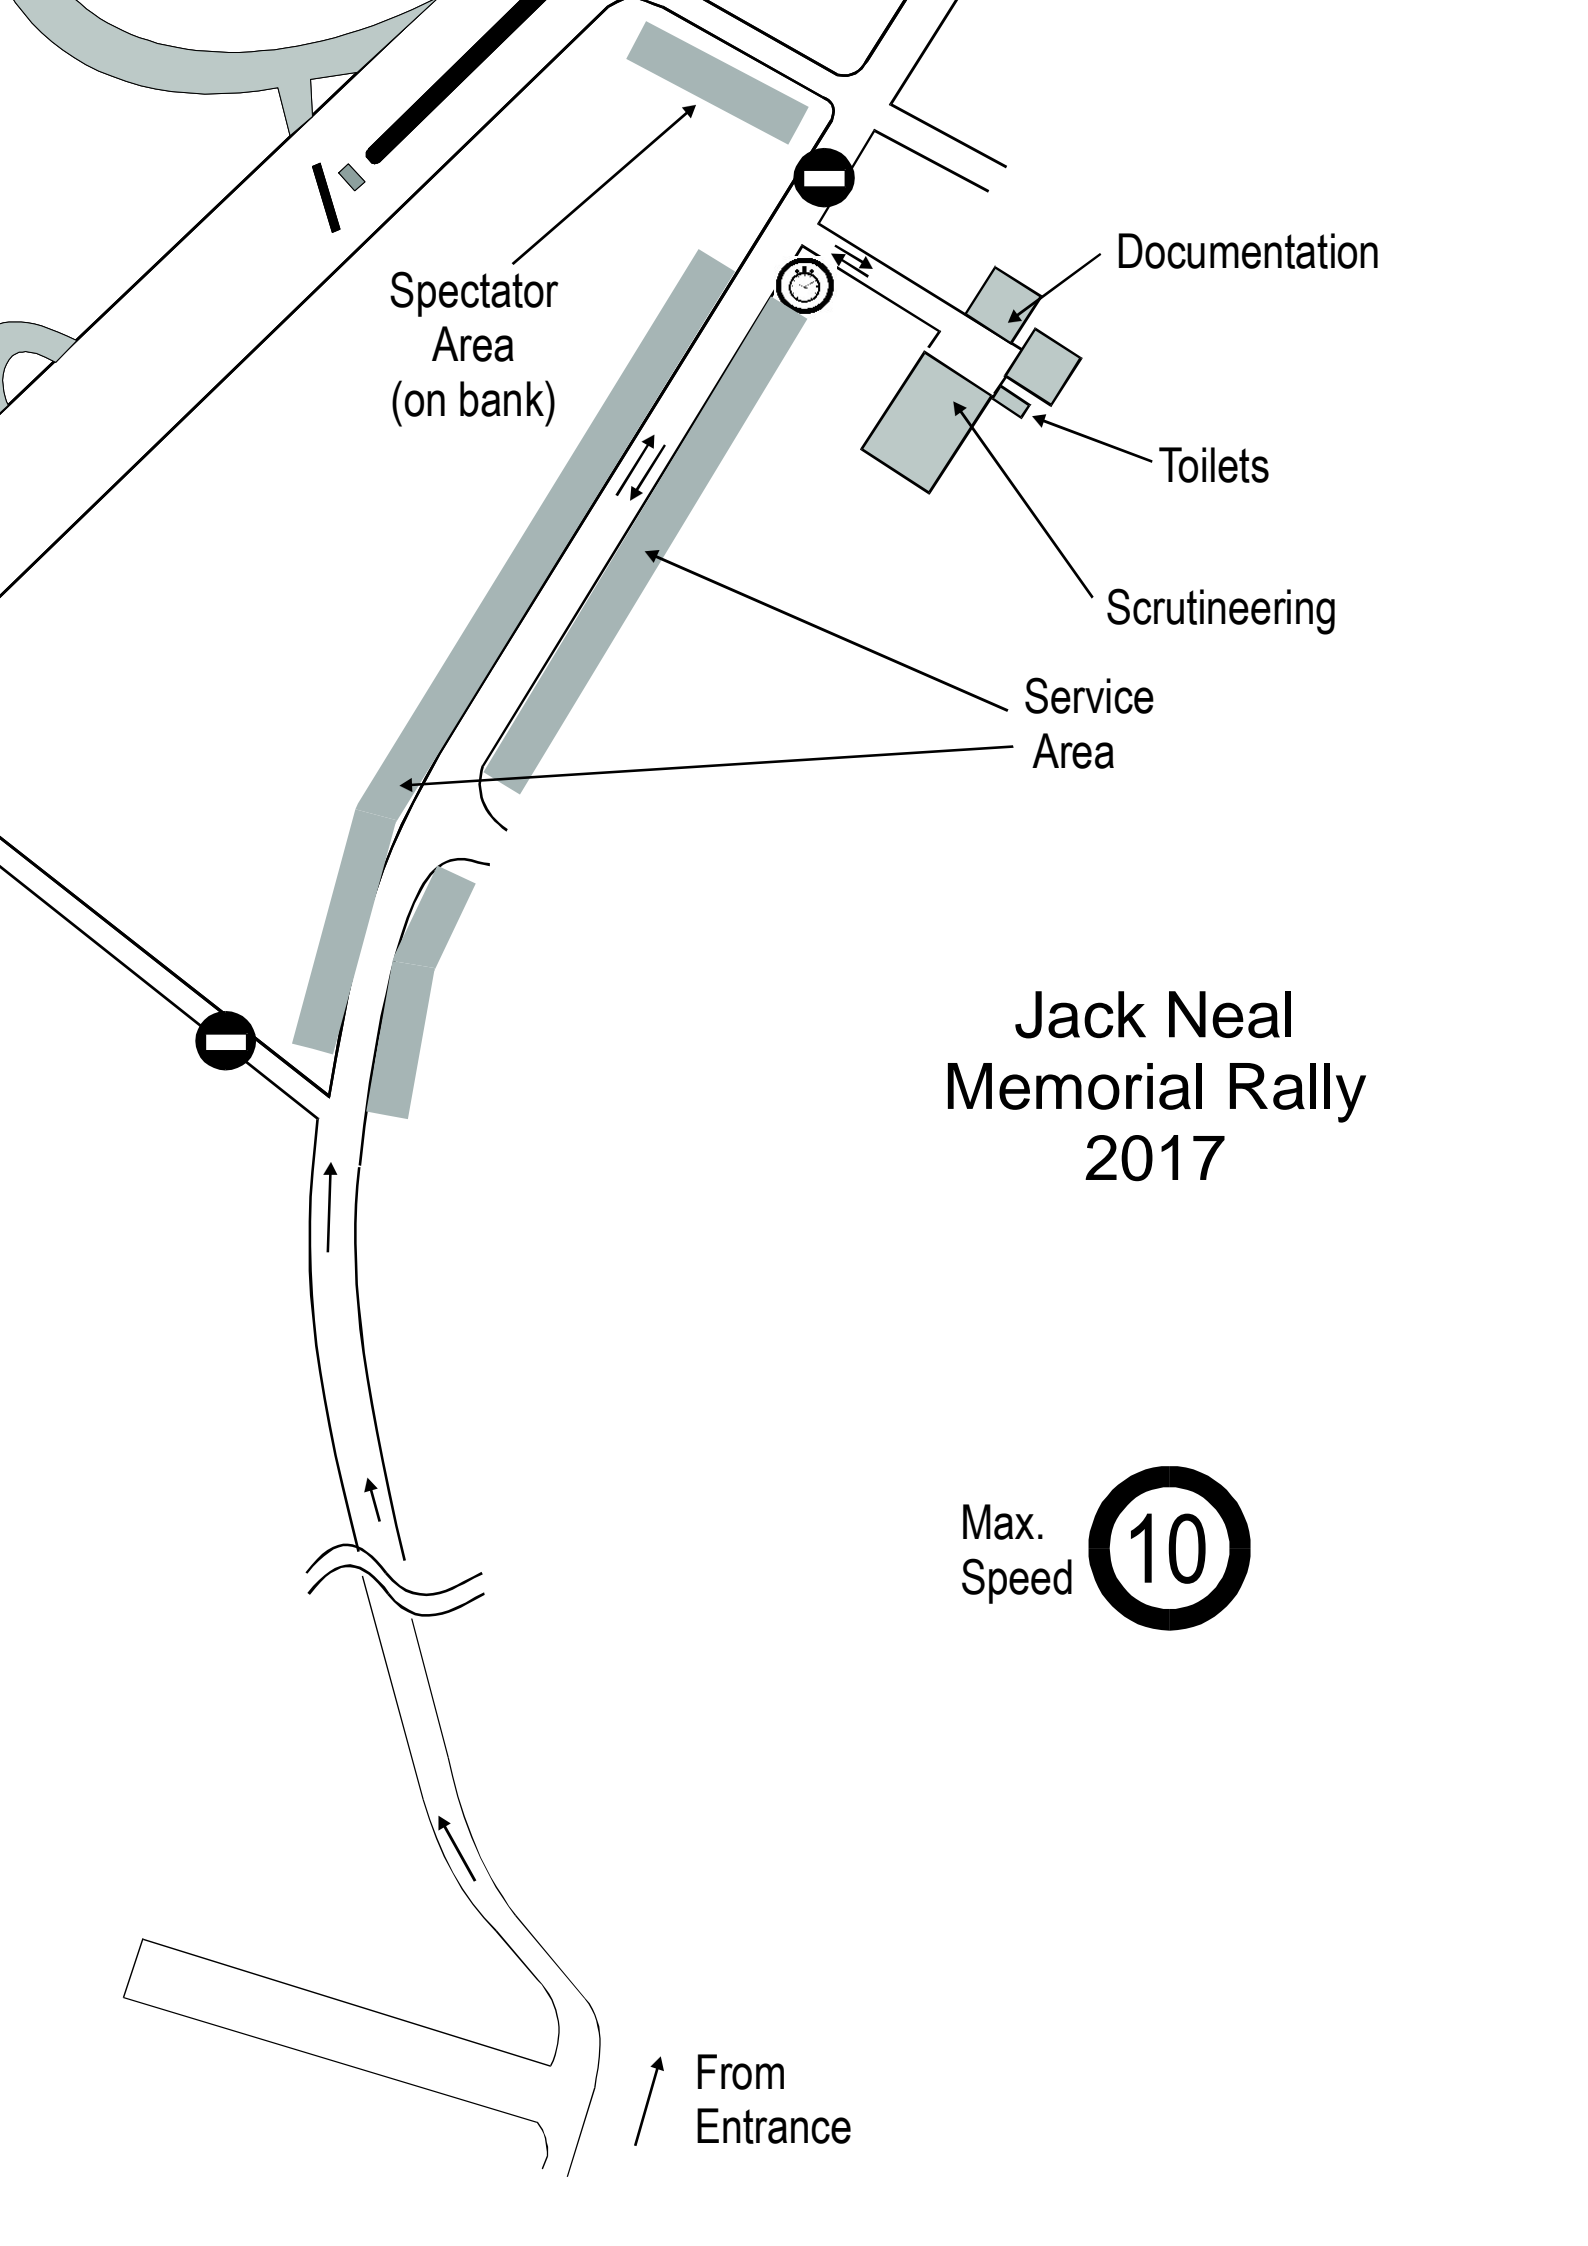 Documentation
Spectator
Area
(on bank)
Toilets
Scrutineering
Service
Area
Jack Neal
Memorial Rally
2017
Max.
Speed
10
From
Entrance